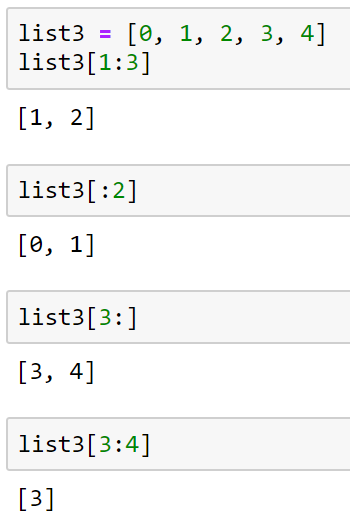 list3 = [0, 1, 2, 3, 4]
list3[1:3]
[1, 2]
list3[:2]
[0, 1]
list3[3:]
[3, 4]
list3[3:4]
[3]